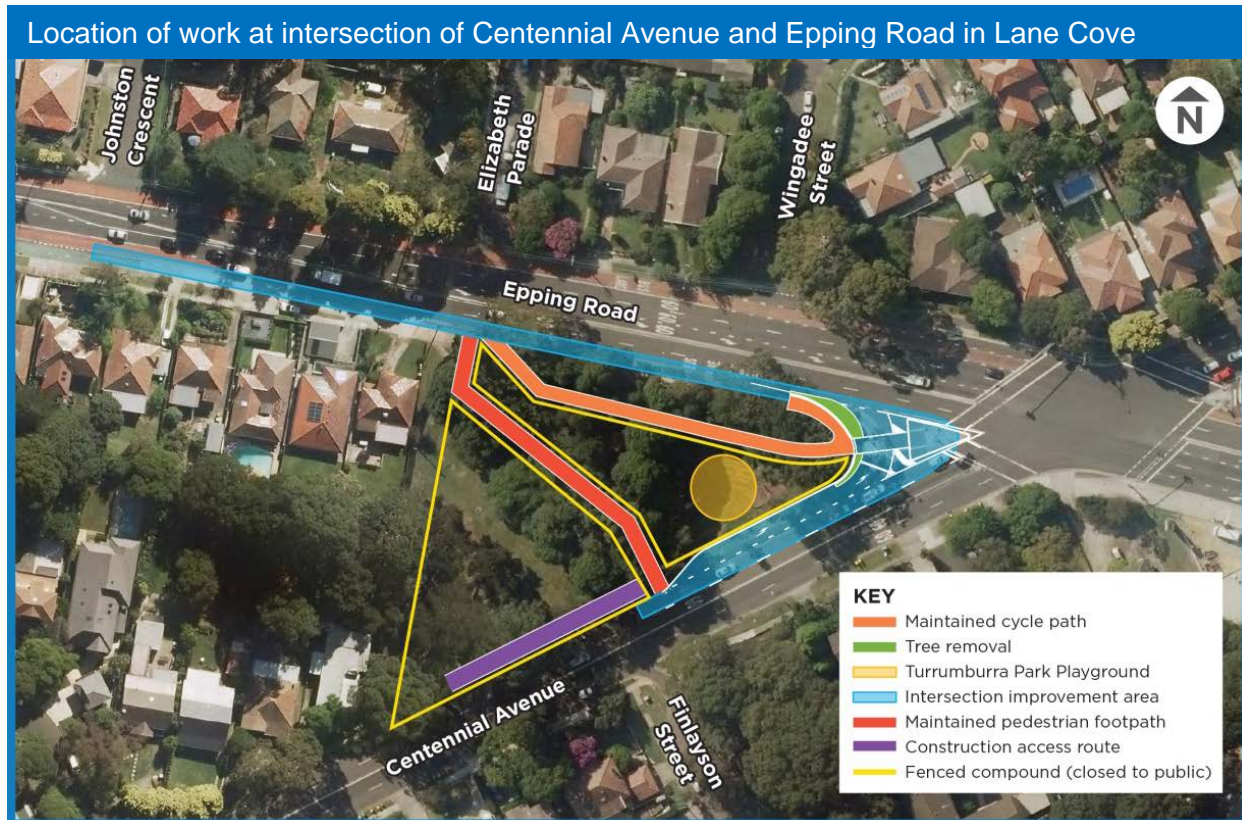 Location of work at intersection of Centennial Avenue and Epping Road in Lane Cove
Johnston
Crescent
Elizabeth
Parade
Wingadee
Street
N
Epping Road
KEY
Maintained cycle path
Tree removal
Turrumburra Park Playground
Intersection improvement area
Maintained pedestrian footpath
Construction access route
Fenced compound (closed to public)
Centennial Avenue
Finlayson
Street